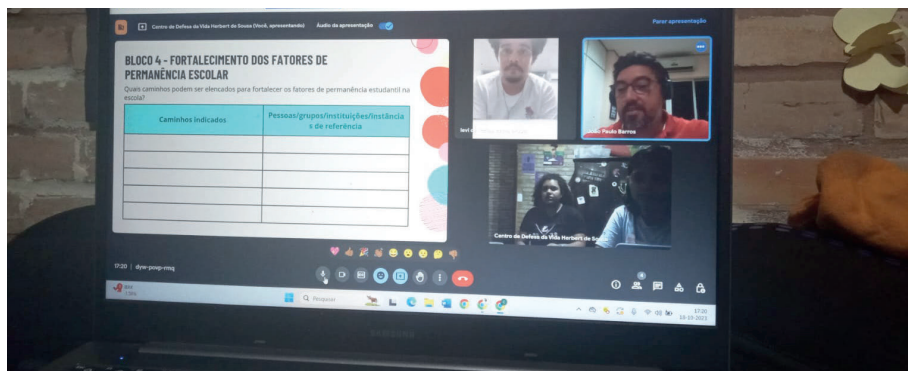 Centro de Defesa da Vida Herbert de Souza (Você, apresentando)
Áudio da apresentação
Parar apresentação
BLOCO 4 - FORTALECIMENTO DOS FATORES DE
PERMANÊNCIA ESCOLAR
Quais caminhos podem ser elencados para fortalecer os fatores de permanência estudantil na
escola?
Caminhos indicados
Pessoas/grupos/instituições/instância
s de referência
Paulo Barros
Centro de Defesa da Vida Herbert de
17:20
Pesquisar
17:20